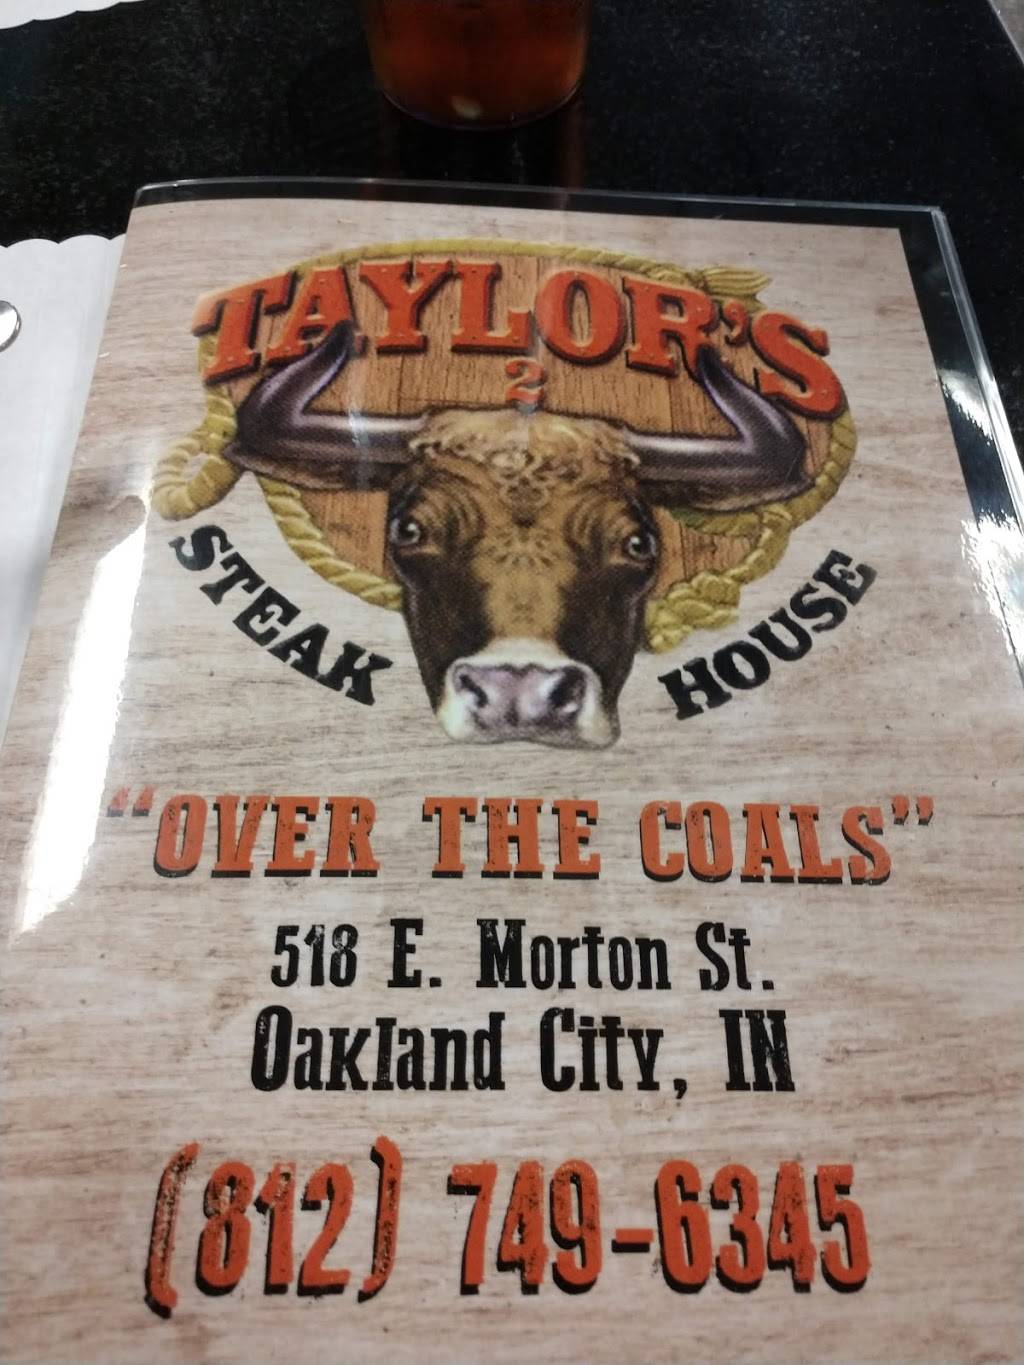 TAYLOR'S
2
STEAK HOUSE
“OVER THE COALS”
518 E. Morton St.
Oakland City, IN
(812) 749-6345